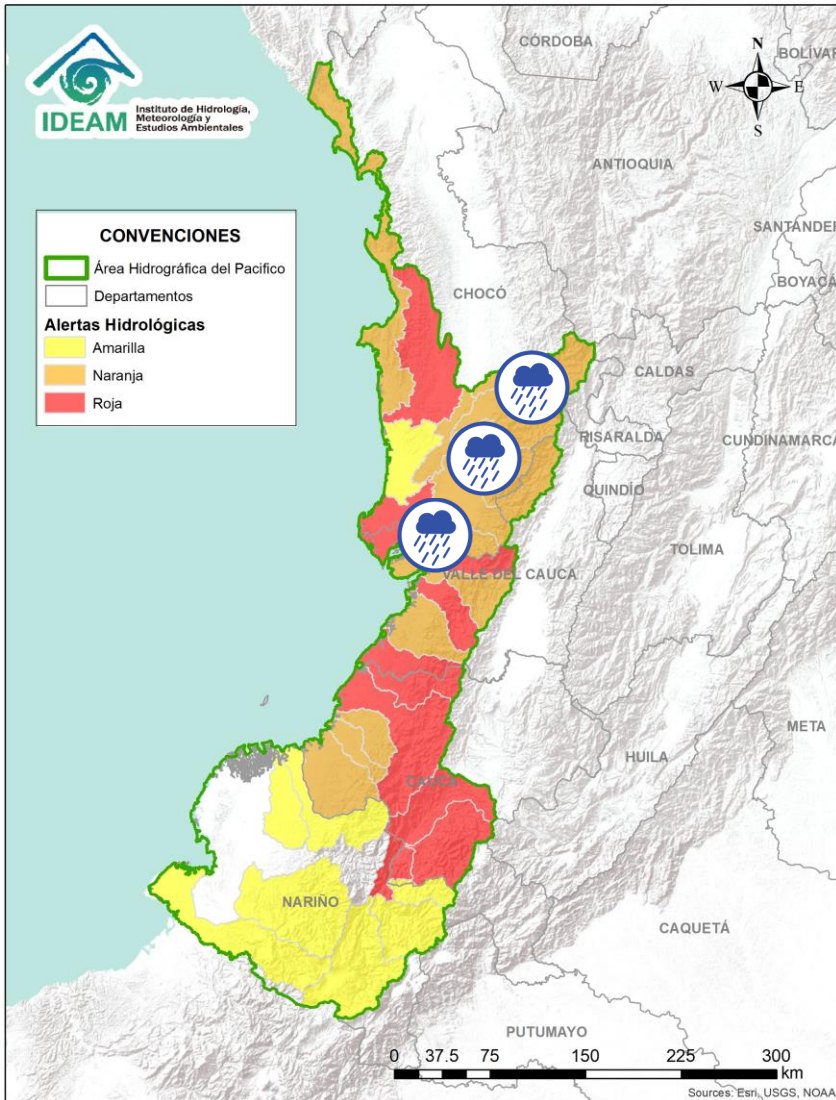 IDEAM
Instituto de Hidrología,
Meteorología y
Estudios Ambientales
N
W
E
S
CONVENCIONES
Área Hidrográfica del Pacifico
Departamentos
Alertas Hidrológicas
Amarilla
Naranja
Roja
CÓRDOBA
BOLÍVAR
ANTIOQUIA
SANTANDER
BOYACÁ
CHOCÓ
CALDAS
RISARALDA
CUNDINAMARCA
QUINDÍO
TOLIMA
VALLE DEL CAUCA
META
HUILA
CAUCA
NARIÑO
CAQUETÁ
PUTUMAYO
0 37.5 75 150 225 300
km
Sources: Esri, USGS, NOAA